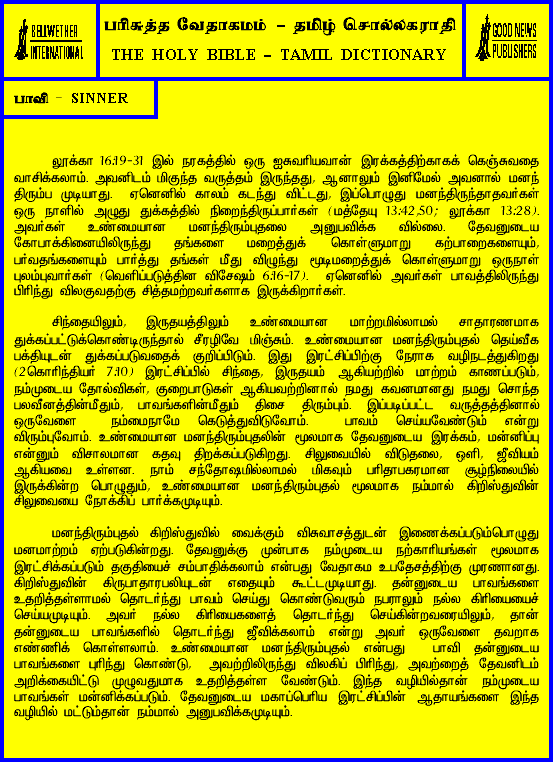 BELLWETHER
INTERNATIONAL
பரிசுத்த வேதாகமம் – தமிழ் சொல்லகராதி
THE HOLY BIBLE – TAMIL DICTIONARY
GOOD NEWS
PUBLISHERS
பாவி – SINNER
லூக்கா 16:19-31 இல் நரகத்தில் ஒரு ஐசுவரியவான் இரக்கத்திற்காகக் கெஞ்சுவதை
வாசிக்கலாம். அவனிடம் மிகுந்த வருத்தம் இருந்தது, ஆனாலும் இனிமேல் அவனால் மனந்
திரும்ப முடியாது. ஏனெனில் காலம் கடந்து விட்டது, இப்பொழுது மனந்திருந்தாதவர்கள்
ஒரு நாளில் அழுது துக்கத்தில் நிறைந்திருப்பார்கள் (மத்தேயு 13:42,50; லூக்கா 13:28).
அவர்கள் உண்மையான மனந்திரும்புதலை அனுபவிக்க வில்லை. தேவனுடைய
கோபாக்கினையிலிருந்து தங்களை மறைத்துக் கொள்ளுமாறு கற்பாறைகளையும்,
பர்வதங்களையும் பார்த்து தங்கள் மீது விழுந்து மூடிமறைத்துக் கொள்ளுமாறு ஒருநாள்
புலம்புவார்கள் (வெளிப்படுத்தின விசேஷம் 6:16-17). ஏனெனில் அவர்கள் பாவத்திலிருந்து
பிரிந்து விலகுவதற்கு சித்தமற்றவர்களாக இருக்கிறார்கள்.
சிந்தையிலும், இருதயத்திலும் உண்மையான மாற்றமில்லாமல் சாதாரணமாக
துக்கப்பட்டுக்கொண்டிருந்தால் சீரழிவே மிஞ்சும். உண்மையான மனந்திரும்புதல் தெய்வீக
பக்தியுடன் துக்கப்படுவதைக் குறிப்பிடும். இது இரட்சிப்பிற்கு நேராக வழிநடத்துகிறது
(2கொரிந்தியர் 7:10) இரட்சிப்பில் சிந்தை, இருதயம் ஆகியற்றில் மாற்றம் காணப்படும்,
நம்முடைய தோல்விகள், குறைபாடுகள் ஆகியவற்றினால் நமது கவனமானது நமது சொந்த
பலவீனத்தின்மீதும், பாவங்களின்மீதும் திசை திரும்பும். இப்படிப்பட்ட வருத்தத்தினால்
ஒருவேளை நம்மைநாமே கெடுத்துவிடுவோம். பாவம் செய்யவேண்டும் என்று
விரும்புவோம். உண்மையான மனந்திரும்புதலின் மூலமாக தேவனுடைய இரக்கம், மன்னிப்பு
என்னும் விசாலமான கதவு திறக்கப்படுகிறது. சிலுவையில் விடுதலை, ஒளி, ஜீவியம்
ஆகியவை உள்ளன. நாம் சந்தோஷமில்லாமல் மிகவும் பரிதாபகரமான சூழ்நிலையில்
இருக்கின்ற பொழுதும், உண்மையான மனந்திரும்புதல் மூலமாக நம்மால் கிறிஸ்துவின்
சிலுவையை நோக்கிப் பார்க்கமுடியும்.
மனந்திரும்புதல் கிறிஸ்துவில் வைக்கும் விசுவாசத்துடன் இணைக்கப்படும்பொழுது
மனமாற்றம் ஏற்படுகின்றது. தேவனுக்கு முன்பாக நம்முடைய நற்காரியங்கள் மூலமாக
இரட்சிக்கப்படும் தகுதியைச் சம்பாதிக்கலாம் என்பது வேதாகம உபதேசத்திற்கு முரணானது.
கிறிஸ்துவின் கிருபாதாரபலியுடன் எதையும் கூட்டமுடியாது. தன்னுடைய பாவங்களை
உதறித்தள்ளாமல் தொடர்ந்து பாவம் செய்து கொண்டுவரும் நபராலும் நல்ல கிரியையைச்
செய்யமுடியும். அவர் நல்ல கிரியைகளைத் தொடர்ந்து செய்கின்றவரையிலும், தான்
தன்னுடைய பாவங்களில் தொடர்ந்து ஜீவிக்கலாம் என்று அவர் ஒருவேளை தவறாக
எண்ணிக் கொள்ளலாம். உண்மையான மனந்திரும்புதல் என்பது பாவி தன்னுடைய
பாவங்களை புரிந்து கொண்டு, அவற்றிலிருந்து விலகிப் பிரிந்து, அவற்றைத் தேவனிடம்
அறிக்கையிட்டு முழுவதுமாக உதறித்தள்ள வேண்டும். இந்த வழியில்தான் நம்முடைய
பாவங்கள் மன்னிக்கப்படும். தேவனுடைய மகாப்பெரிய இரட்சிப்பின் ஆதாயங்களை இந்த
வழியில் மட்டும்தான் நம்மால் அனுபவிக்கமுடியும்.